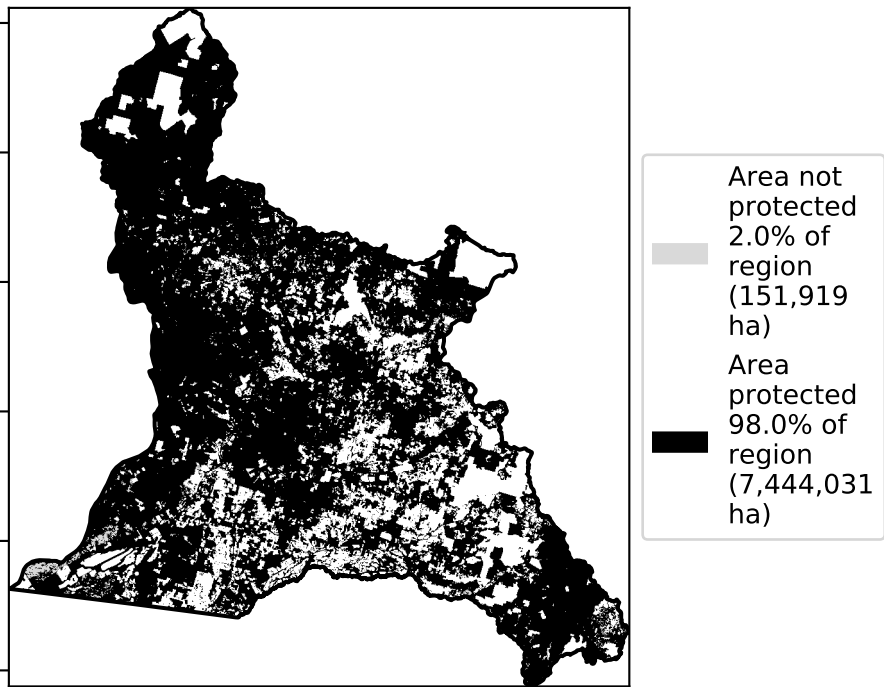 Area not
protected
2.0% of
region
(151,919
ha)
Area
protected
98.0% of
region
(7,444,031
ha)